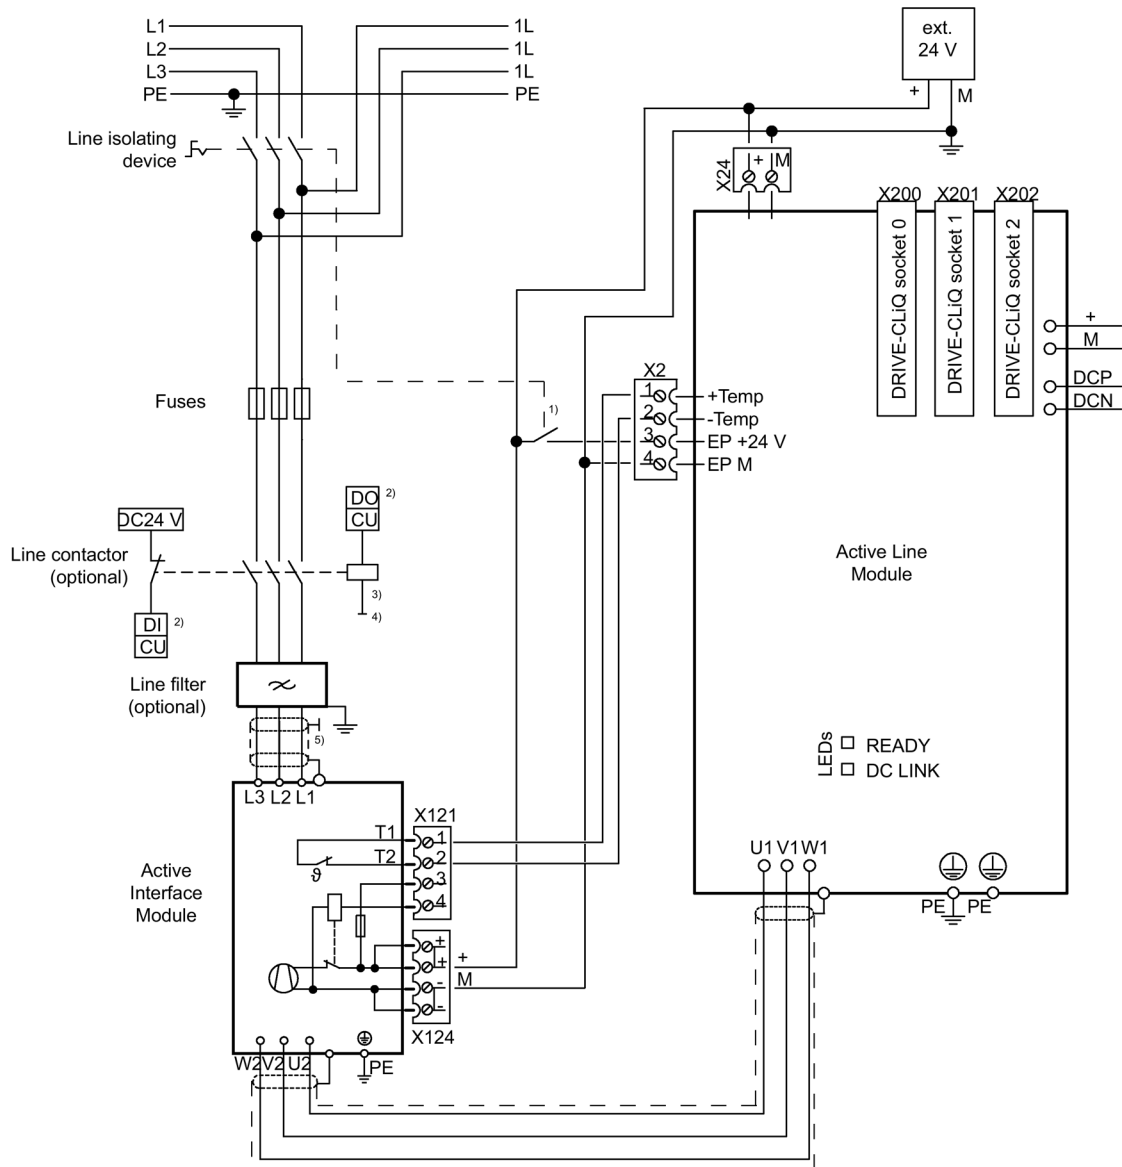 L1
1L
L2
1L
L3
1L
PE
PE
ext.
24 V
+
M
Line isolating
device
X24
+
M
X200
X201
X202
DRIVE-CLiQ socket 0
DRIVE-CLiQ socket 1
DRIVE-CLiQ socket 2
+
M
DCP
DCN
X2
1
+Temp
2
-Temp
3
EP +24 V
4
EP M
1)
Fuses
DC24 V
DO
2)
CU
Line contactor
(optional)
3)
4)
DI
2)
CU
Active Line
Module
Line filter
(optional)
5)
LEDs
READY
DC LINK
L3
L2
L1
X121
T1
1
T2
2
3
4
ϑ
Active
Interface
Module
+
+
-
-
+
M
X124
W2
V2
U2
PE
U1
V1
W1
PE
PE